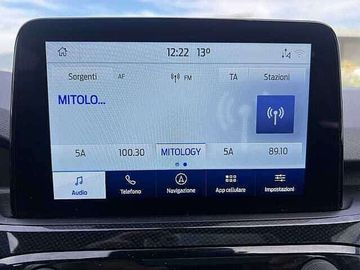 12:22 13°
Sorgenti AF FM TA Stazioni
MITOLO...
5A 100.30 MITOLOGY 5A 89.10
Audio Telefono Navigazione App cellulare Impostazioni